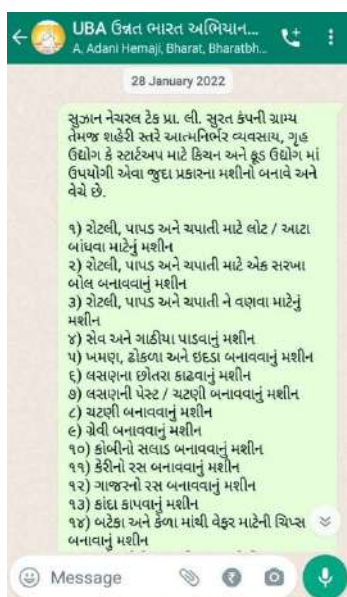 UBA ઉન્નત ભારત અભિયાન...
A, Adani Hemaji, Bharat, Bharatbh...
28 January 2022
સુઝાન નેચરલ ટેક પ્રા. લી. સુરત કંપની ગ્રામ્ય
તેમજ શહેરી સ્તરે આત્મનિર્ભર વ્યવસાય, ગૃહ
ઉદ્યોગ કે સ્ટાર્ટઅપ માટે કિચન અને ફૂડ ઉદ્યોગ માં
ઉપયોગી એવા જુદા પ્રકારના મશીનો બનાવે અને
વેચે છે.
૧) રોટલી, પાપડ અને ચપાતી માટે લોટ / આટા
બાંધવા માટેનું મશીન
૨) રોટલી, પાપડ અને ચપાતી માટે એક સરખા
બોલ બનાવવાનું મશીન
૩) રોટલી, પાપડ અને ચપાતી ને વણવા માટેનું
મશીન
૪) સેવ અને ગાઠીયા પાડવાનું મશીન
૫) ખમણ, ઢોકળા અને ઇદડા બનાવવાનું મશીન
૬) લસણના છોતરા કાઢવાનું મશીન
૭) લસણની પેસ્ટ / ચટણી બનાવવાનું મશીન
૮) ચટણી બનાવવાનું મશીન
૯) ગ્રેવી બનાવવાનું મશીન
૧૦) કોબીનો સલાડ બનાવવાનું મશીન
૧૧) કેરીનો રસ બનાવવાનું મશીન
૧૨) ગાજરનો રસ બનાવવાનું મશીન
૧૩) કાંદા કાપવાનું મશીન
૧૪) બટેકા અને કેળા માંથી વેફર માટેની ચિપ્સ
બનાવાનું મશીન
Message